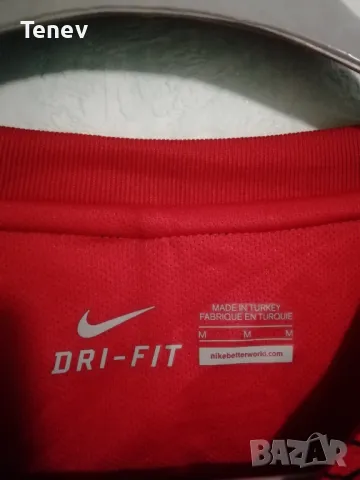 Tenev
DRI-FIT
MADE IN TURKEY
FABRIQUE EN TURQUIE
M M M
nikebetterworld.com
BAZAR